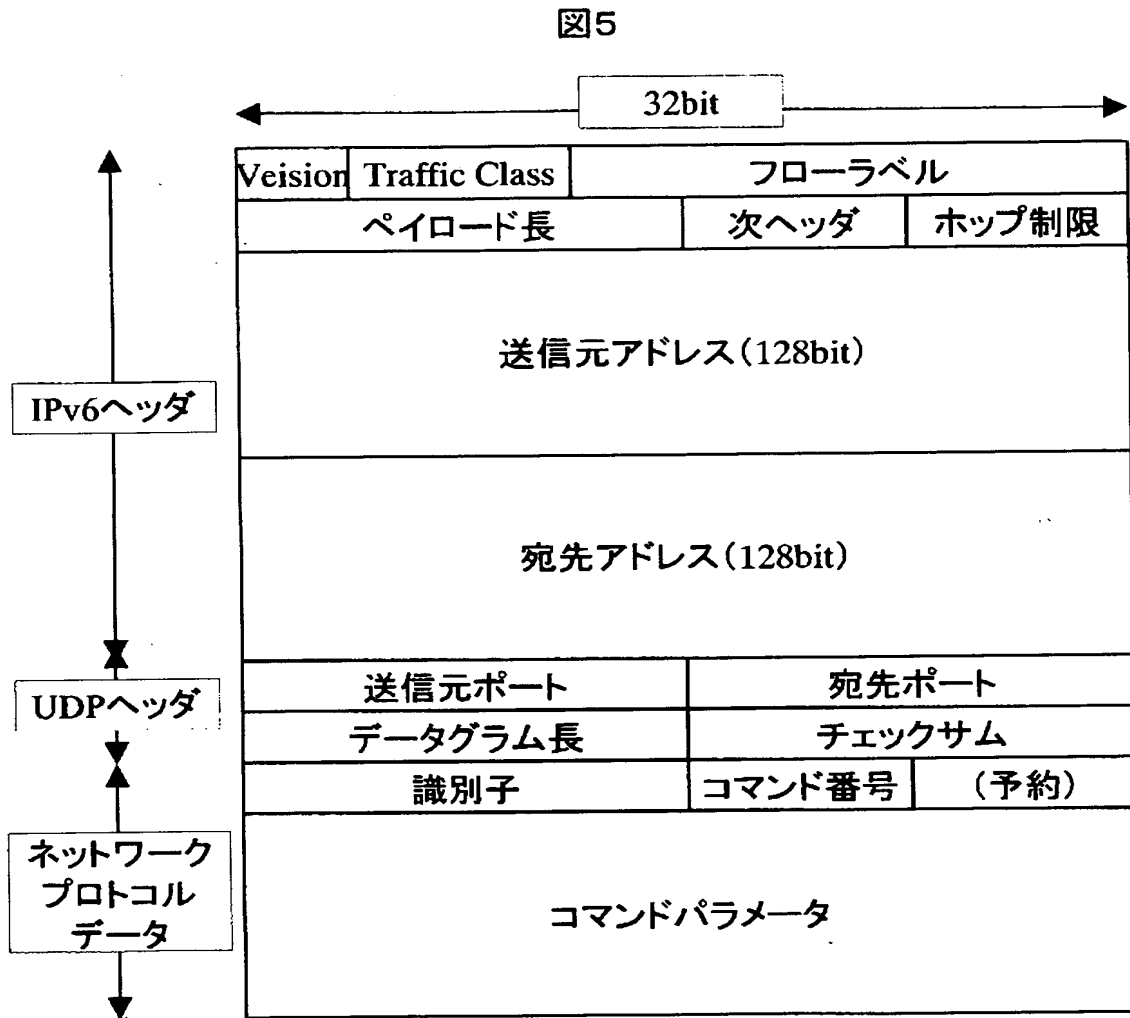 図5
32bit
Veision Traffic Class フローラベル
ペイロード長 次ヘッダ ホップ制限
送信元アドレス(128bit)
IPv6ヘッダ
宛先アドレス(128bit)
送信元ポート 宛先ポート
UDPヘッダ
データグラム長 チェックサム
識別子 コマンド番号 (予約)
ネットワーク
プロトコル
データ
コマンドパラメータ